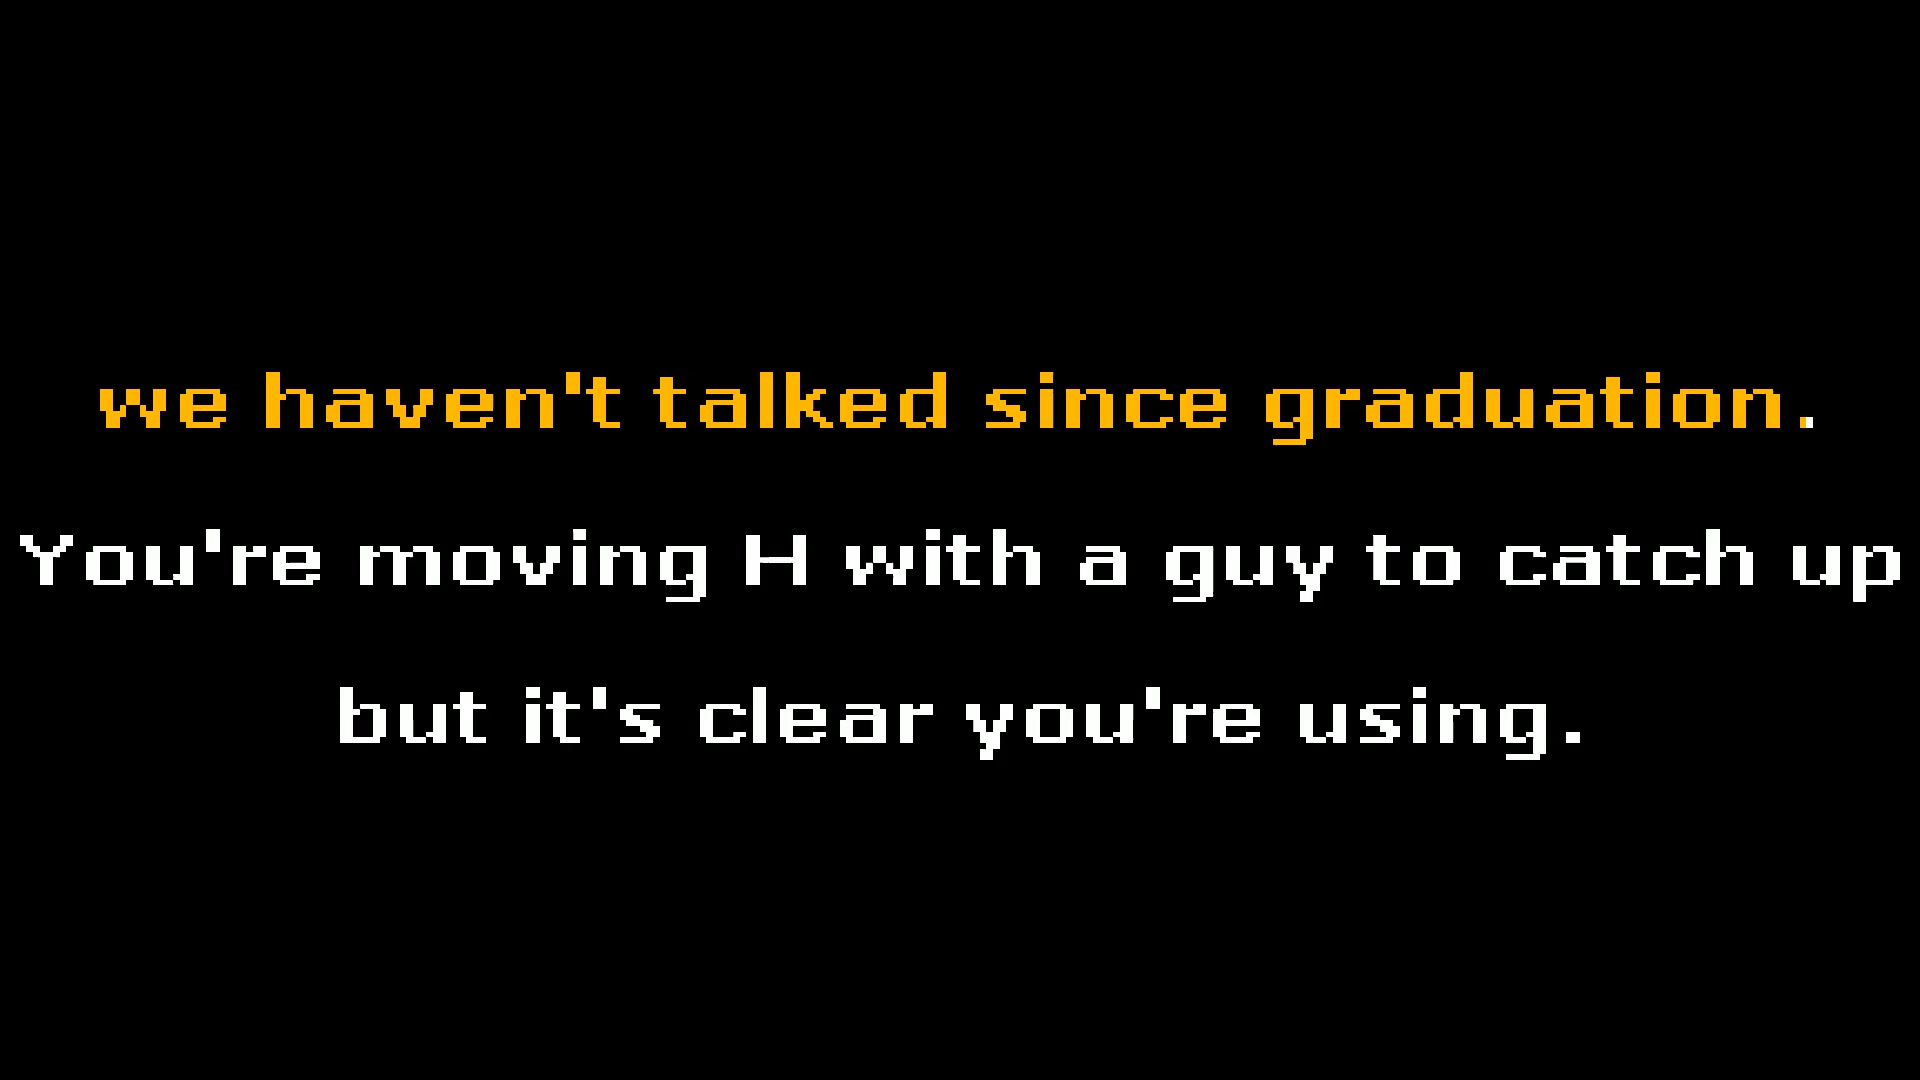 we haven't talked since graduation.
You're moving H with a guy to catch up
but it's clear you're using.